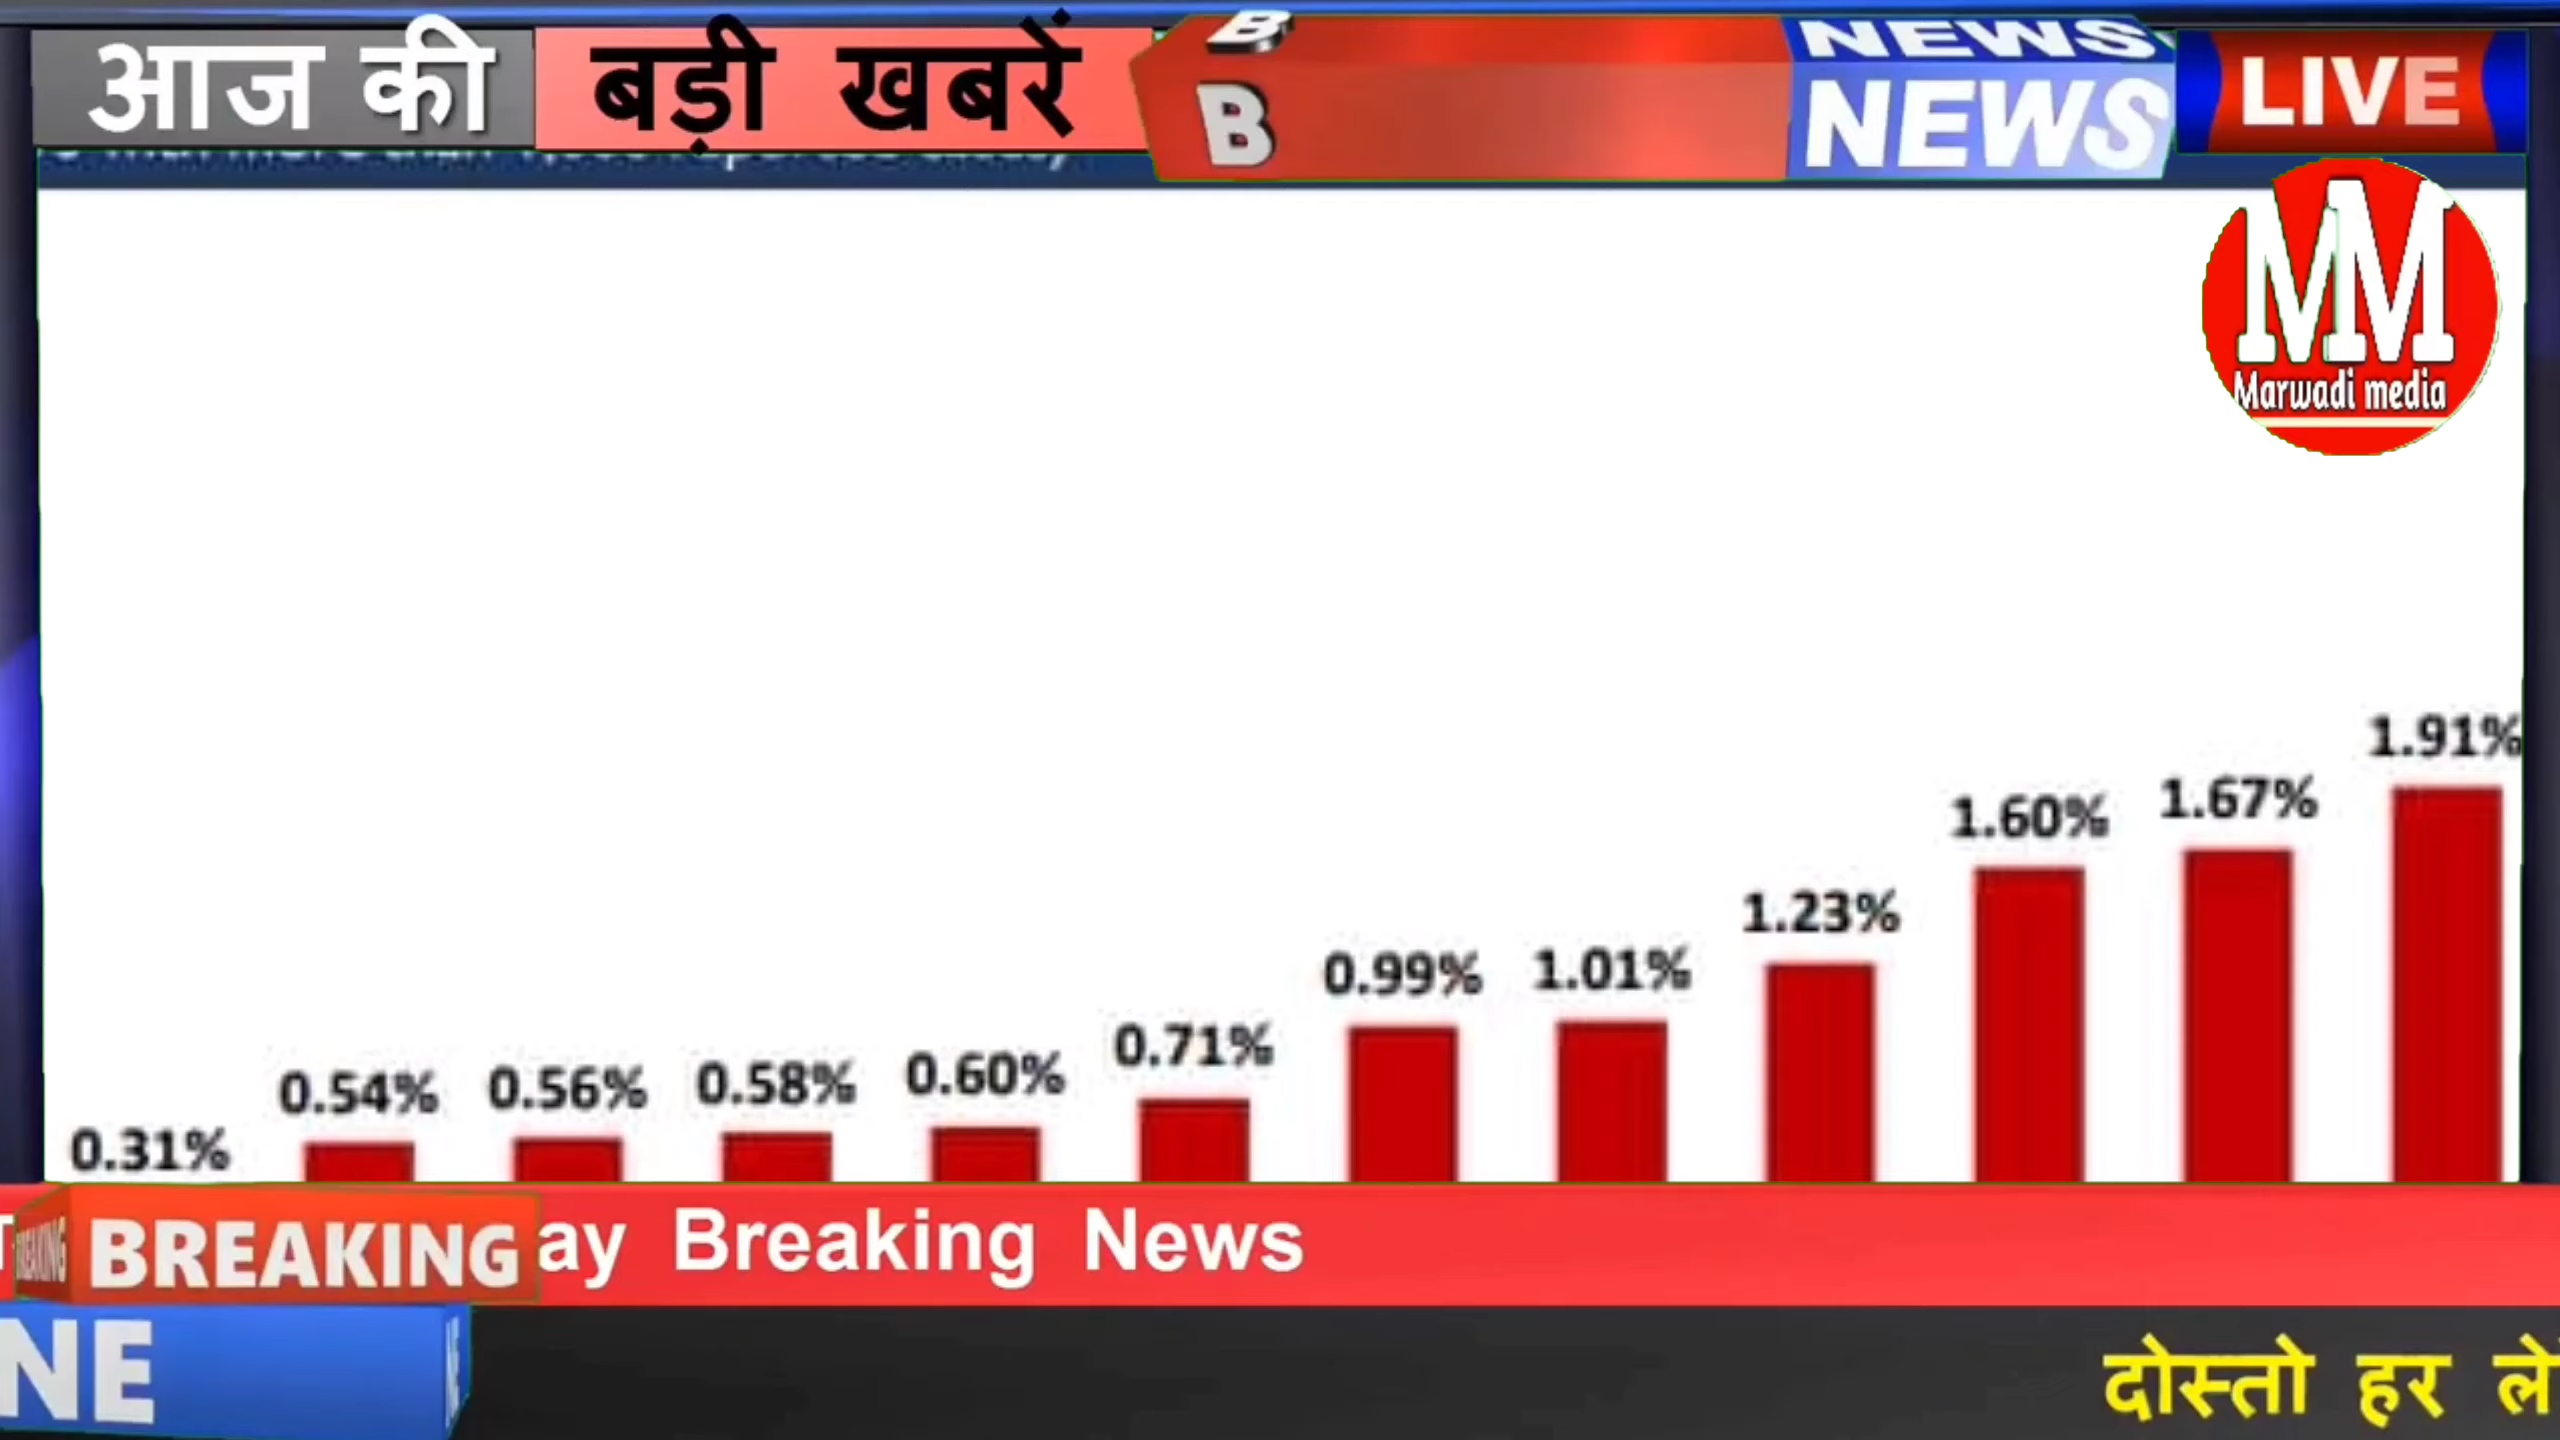 आज की बड़ी खबरें
B
B
NEWS
NEWS
LIVE
MM
Marwadi media
1.91%
1.67%
1.60%
1.23%
1.01%
0.99%
0.71%
0.60%
0.58%
0.56%
0.54%
0.31%
BREAKING
BREAKING
ay Breaking News
NE
दोस्तो हर ले